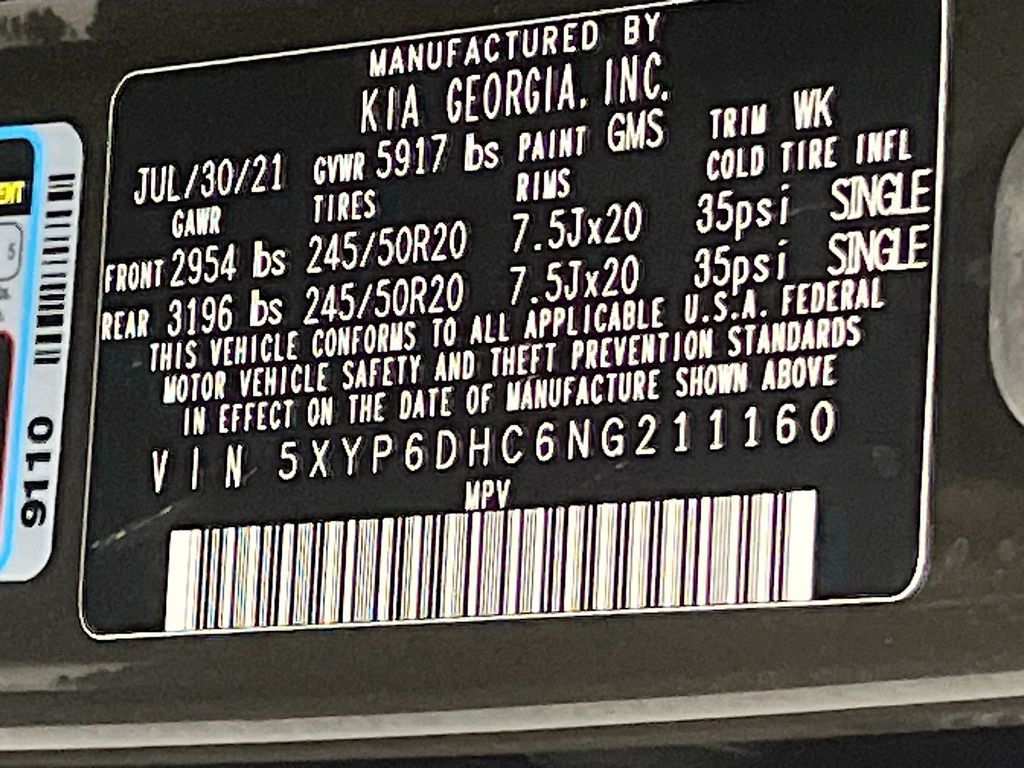 MANUFACTURED BY
KIA GEORGIA, INC.
JUL/30/21 GVWR 5917 lbs PAINT GMS TRIM WK
GAWR TIRES RIMS COLD TIRE INFL
FRONT 2954 lbs 245/50R20 7.5Jx20 35psi SINGLE
REAR 3196 lbs 245/50R20 7.5Jx20 35psi SINGLE
THIS VEHICLE CONFORMS TO ALL APPLICABLE U.S.A. FEDERAL
MOTOR VEHICLE SAFETY AND THEFT PREVENTION STANDARDS
IN EFFECT ON THE DATE OF MANUFACTURE SHOWN ABOVE
VIN 5XYP6DHC6NG211160
MPV
9110
5